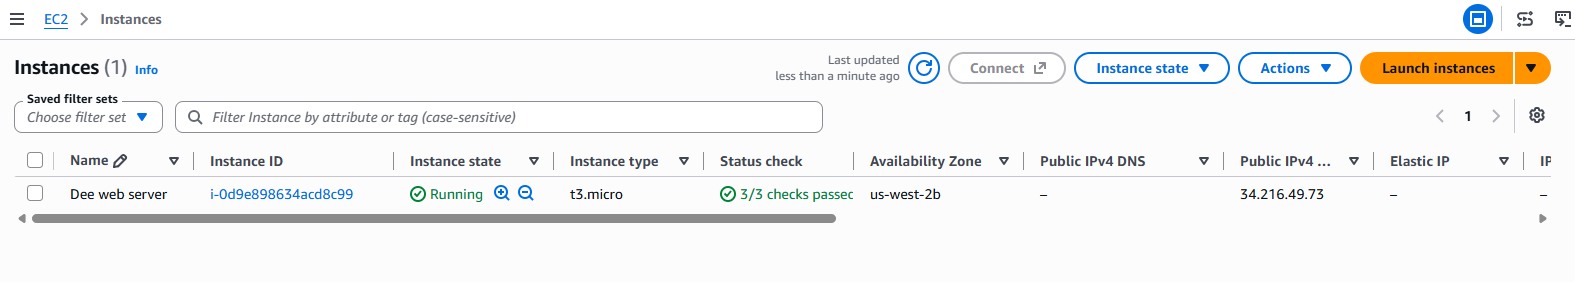 EC2 Instances
Instances (1) Info
Last updated
less than a minute ago
Connect Instance state Actions Launch instances
Saved filter sets
Choose filter set
Filter Instance by attribute or tag (case-sensitive)
1
Name Instance ID Instance state Instance type Status check Availability Zone Public IPv4 DNS Public IPv4 ... Elastic IP IP
Dee web server i-0d9e898634acd8c99 Running t3.micro 3/3 checks passec us-west-2b – 34.216.49.73 – –